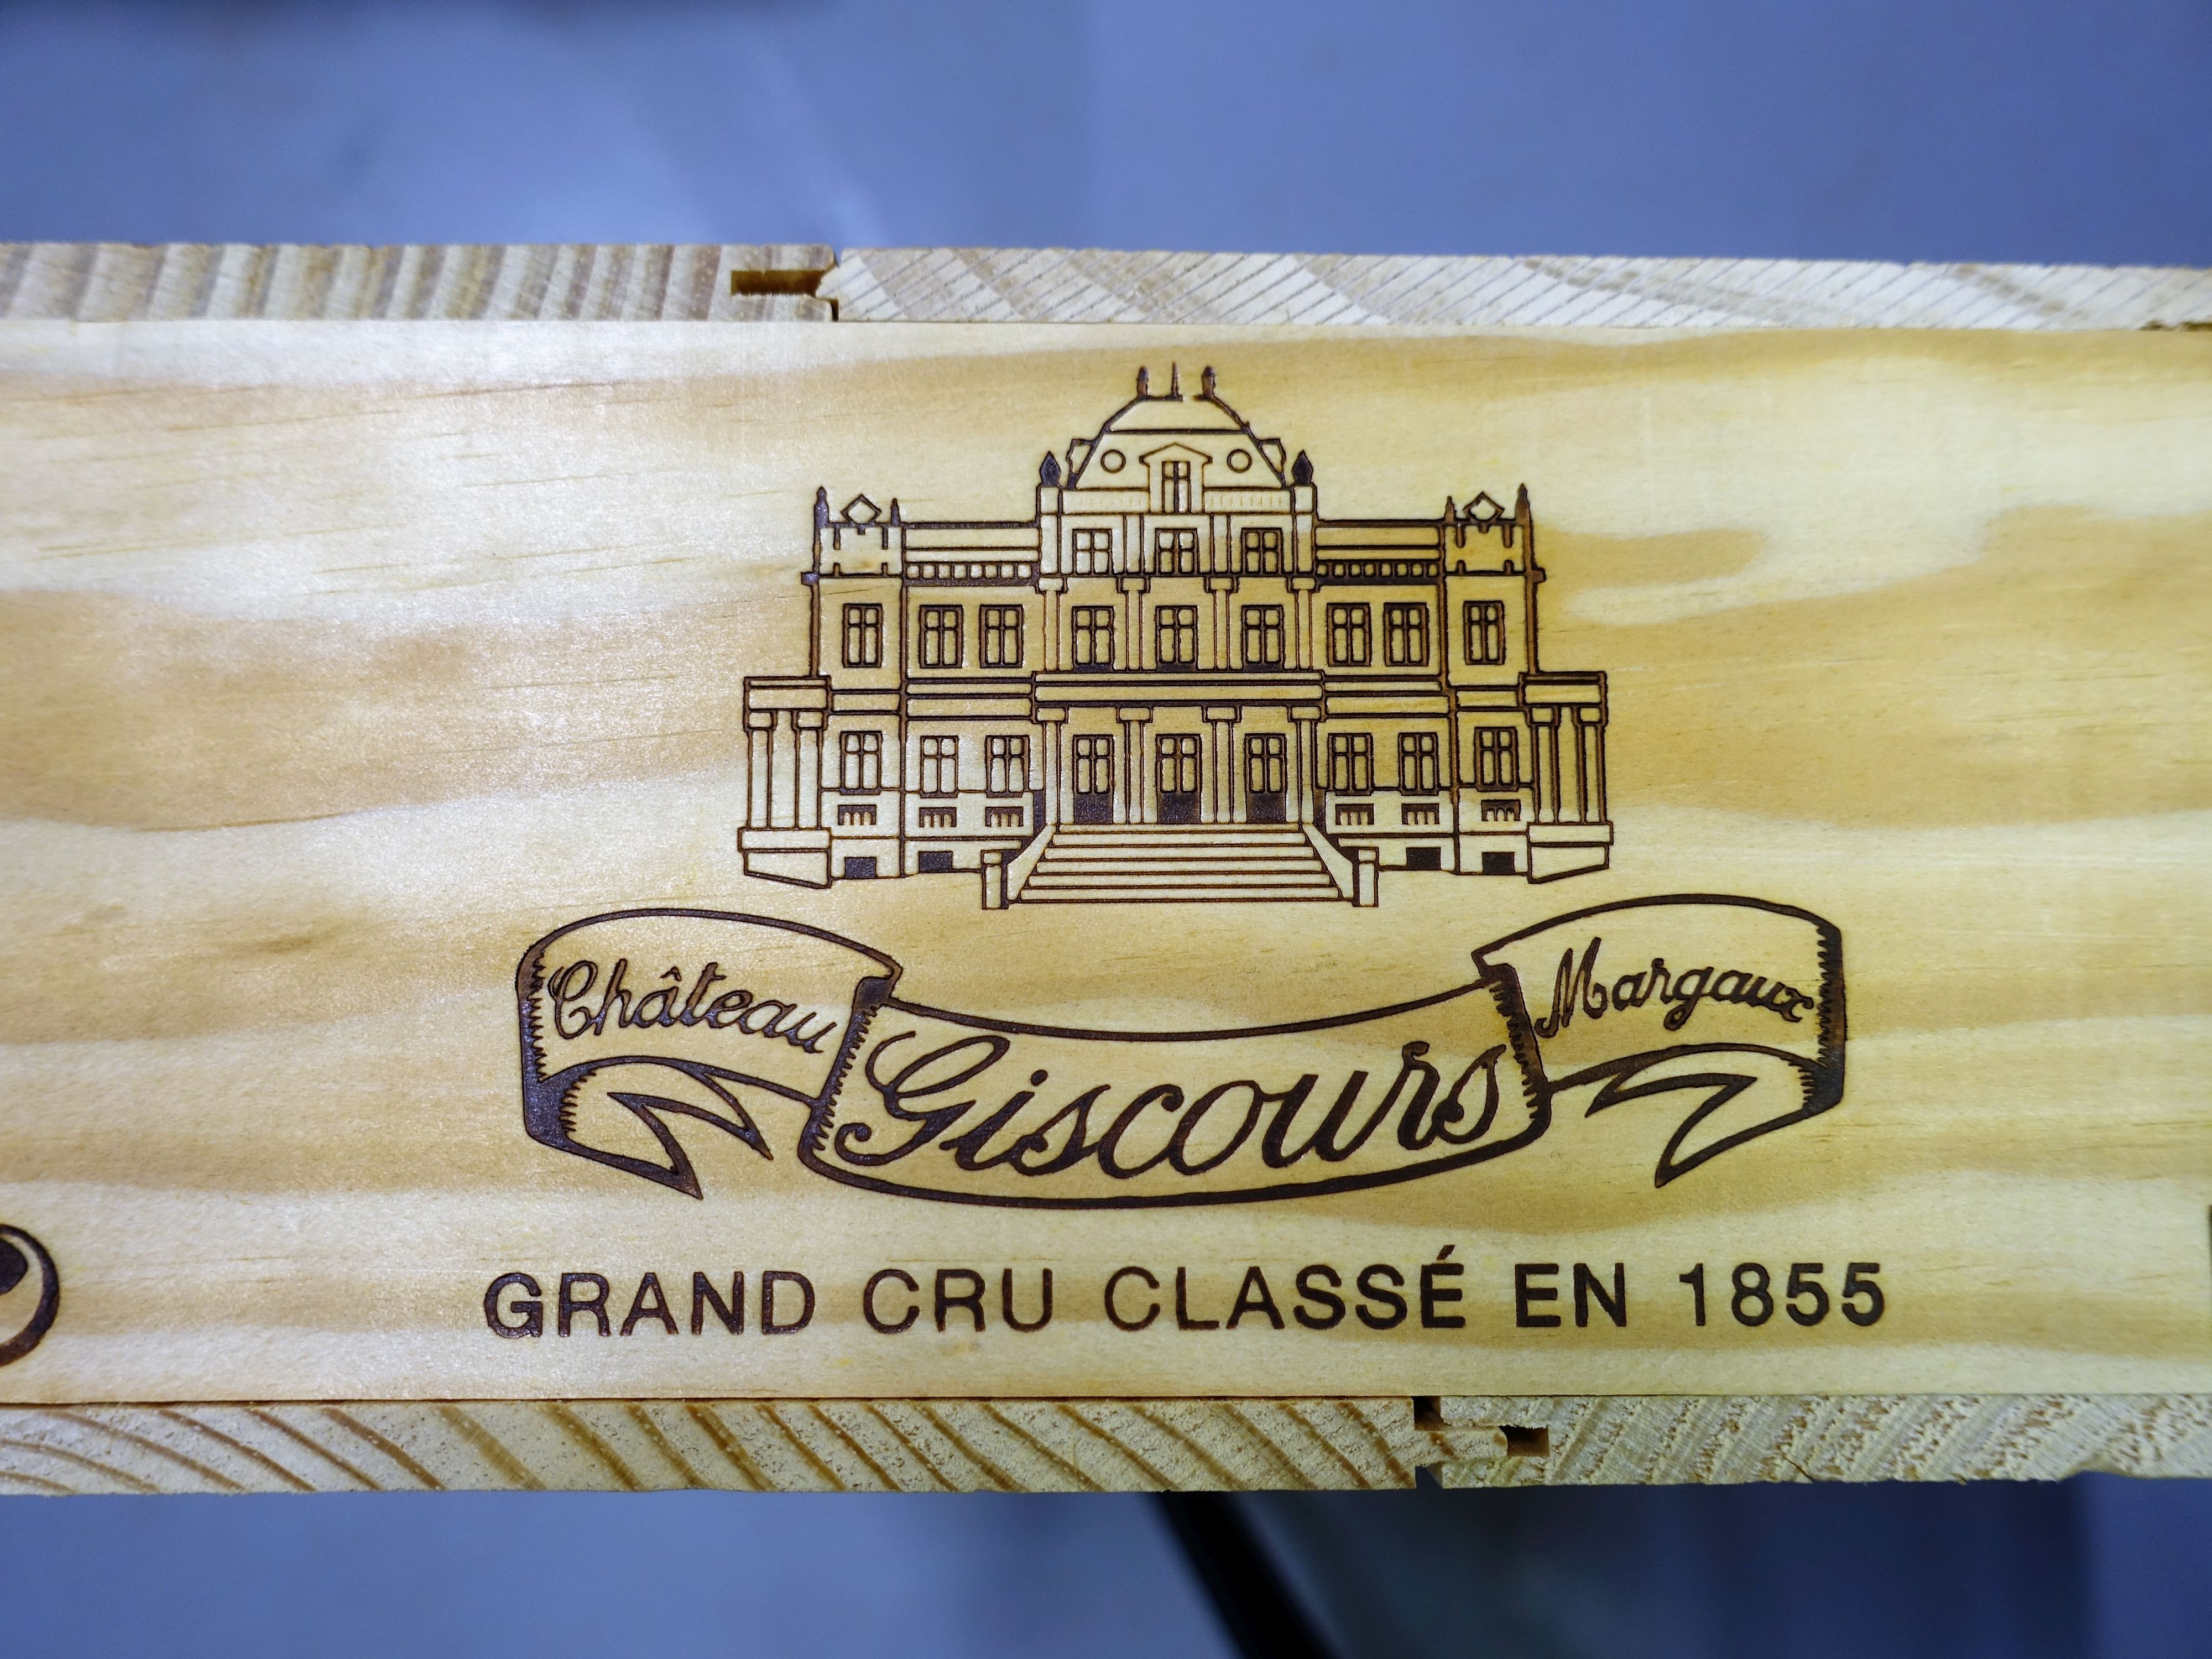 Château Giscours Margaux
GRAND CRU CLASSÉ EN 1855